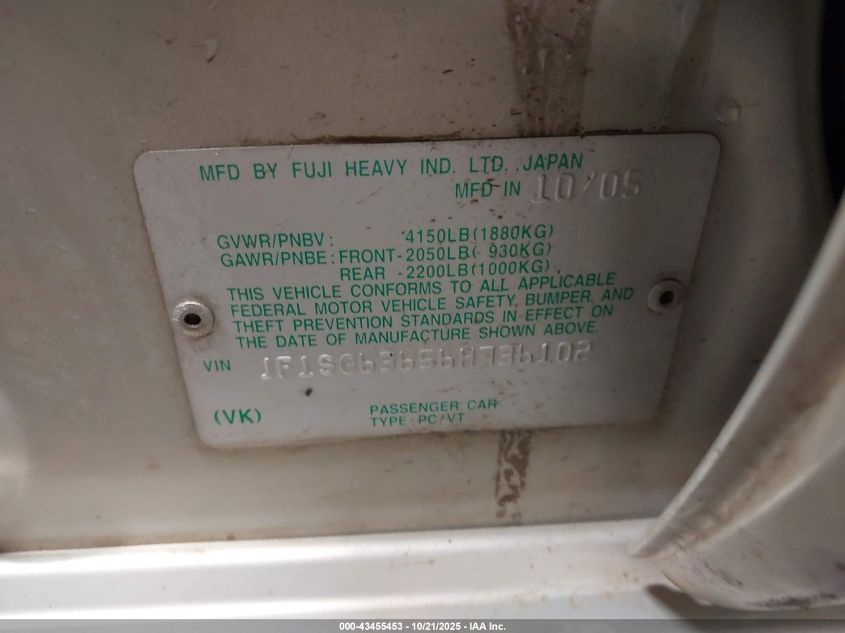 MFD BY FUJI HEAVY IND. LTD. JAPAN
MFD IN 10/05
GVWR/PNBV: 4150LB(1880KG)
GAWR/PNBE: FRONT-2050LB( 930KG)
REAR -2200LB(1000KG)
THIS VEHICLE CONFORMS TO ALL APPLICABLE
FEDERAL MOTOR VEHICLE SAFETY, BUMPER, AND
THEFT PREVENTION STANDARDS IN EFFECT ON
THE DATE OF MANUFACTURE SHOWN ABOVE.
VIN JF1SG63656H736102
(VK) PASSENGER CAR
TYPE: PC/VT
000-43455453 - 10/21/2025 - IAA Inc.